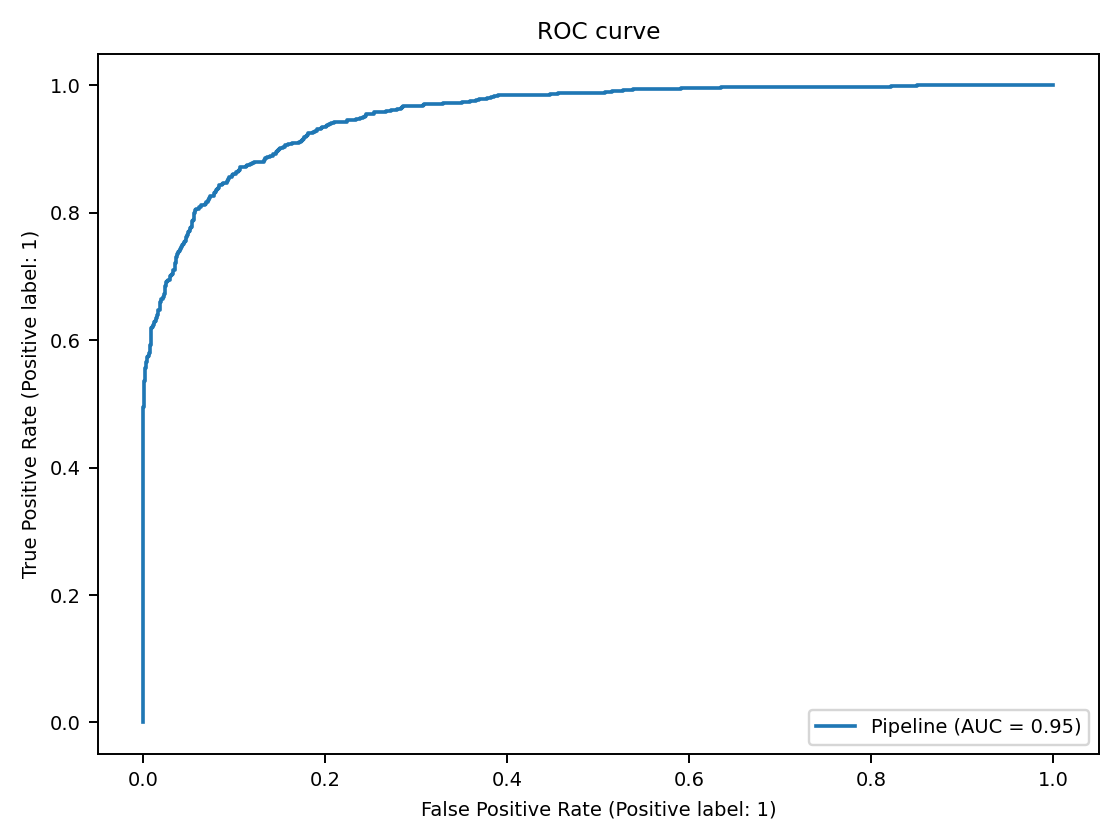 ROC curve
True Positive Rate (Positive label: 1)
1.0
0.8
0.6
0.4
0.2
0.0
0.0 0.2 0.4 0.6 0.8 1.0
False Positive Rate (Positive label: 1)
Pipeline (AUC = 0.95)